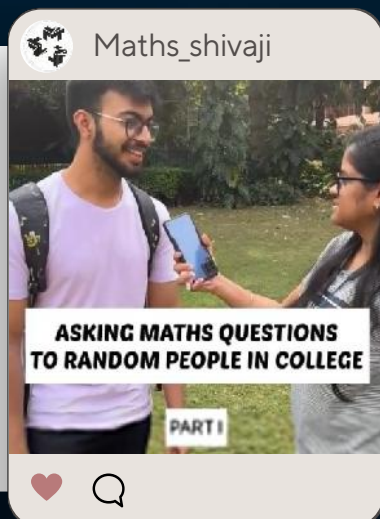 Maths_shivaji
ASKING MATHS QUESTIONS
TO RANDOM PEOPLE IN COLLEGE
PART I